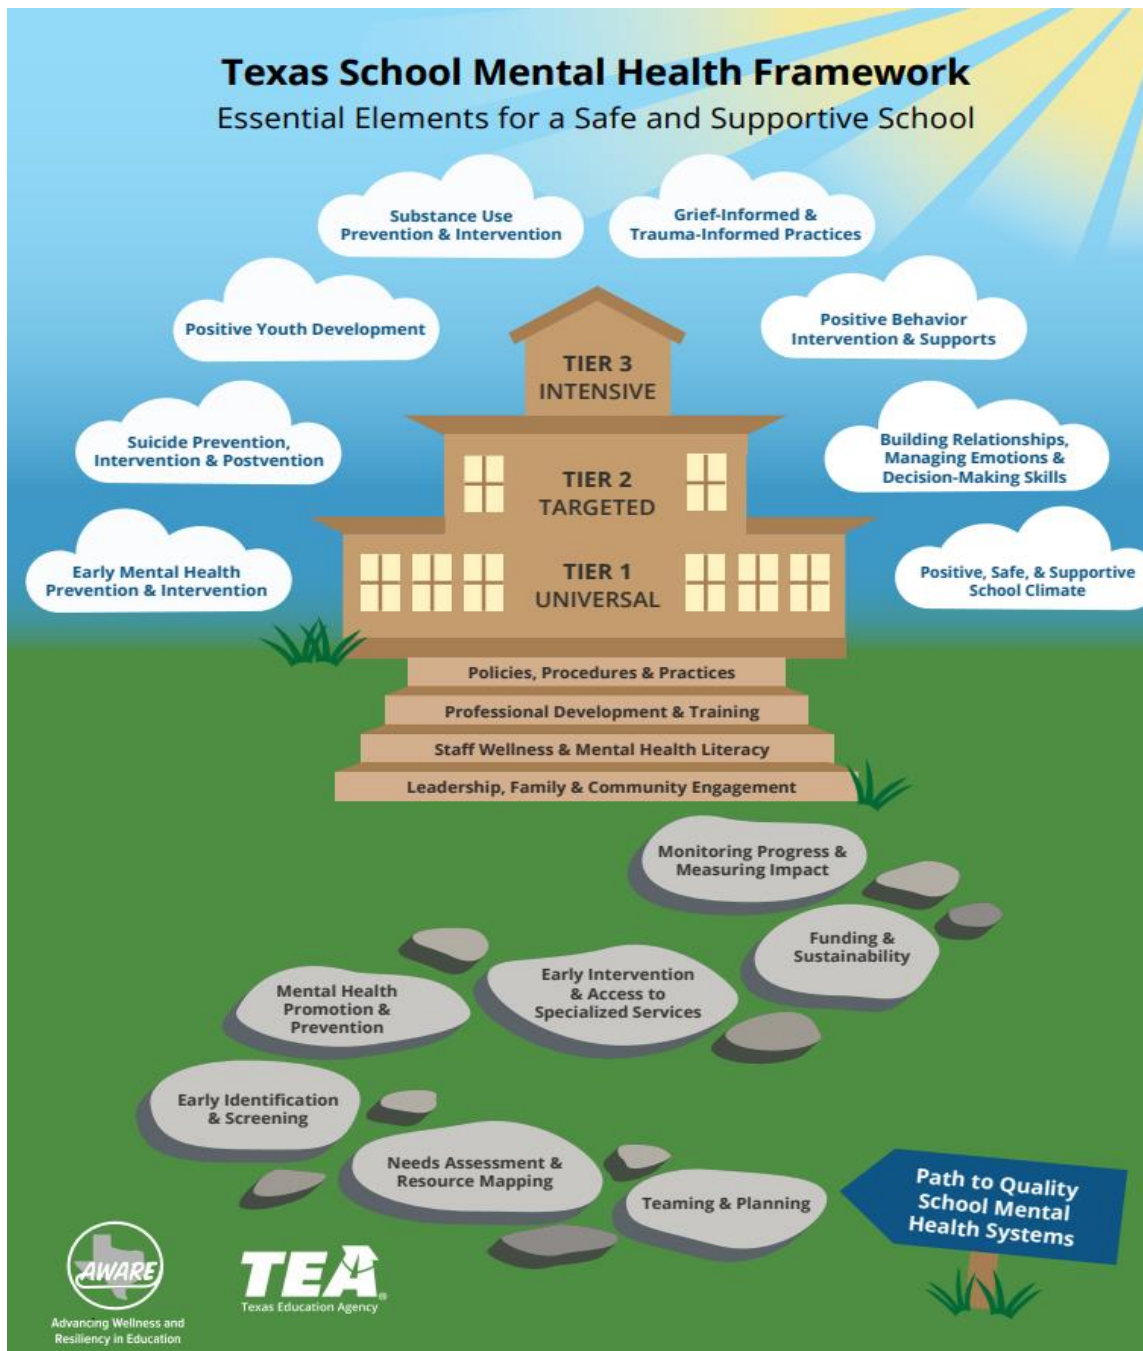 Texas School Mental Health Framework
Essential Elements for a Safe and Supportive School
Substance Use
Prevention & Intervention
Grief-Informed &
Trauma-Informed Practices
Positive Youth Development
Positive Behavior
Intervention & Supports
Suicide Prevention,
Intervention & Postvention
Building Relationships,
Managing Emotions &
Decision-Making Skills
Early Mental Health
Prevention & Intervention
Positive, Safe, & Supportive
School Climate
TIER 3
INTENSIVE
TIER 2
TARGETED
TIER 1
UNIVERSAL
Policies, Procedures & Practices
Professional Development & Training
Staff Wellness & Mental Health Literacy
Leadership, Family & Community Engagement
Monitoring Progress &
Measuring Impact
Funding &
Sustainability
Early Intervention
& Access to
Specialized Services
Mental Health
Promotion &
Prevention
Early Identification
& Screening
Needs Assessment &
Resource Mapping
Teaming & Planning
Path to Quality
School Mental
Health Systems
AWARE
Advancing Wellness and
Resiliency in Education
TEA®
Texas Education Agency